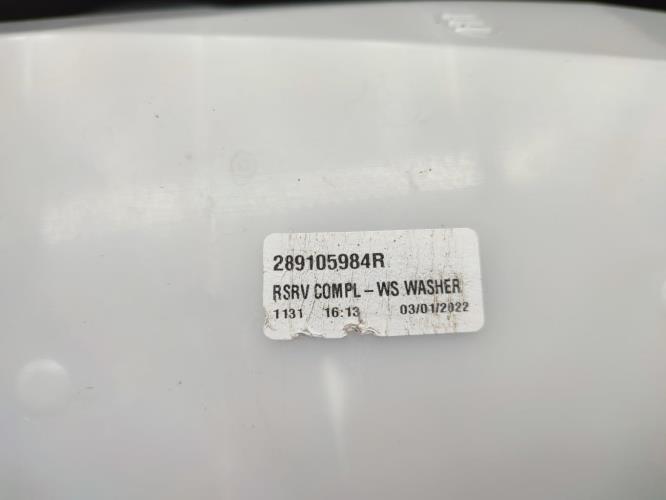 289105984R
RSRV COMPL - WS WASHER
1131 16:13 03/01/2022